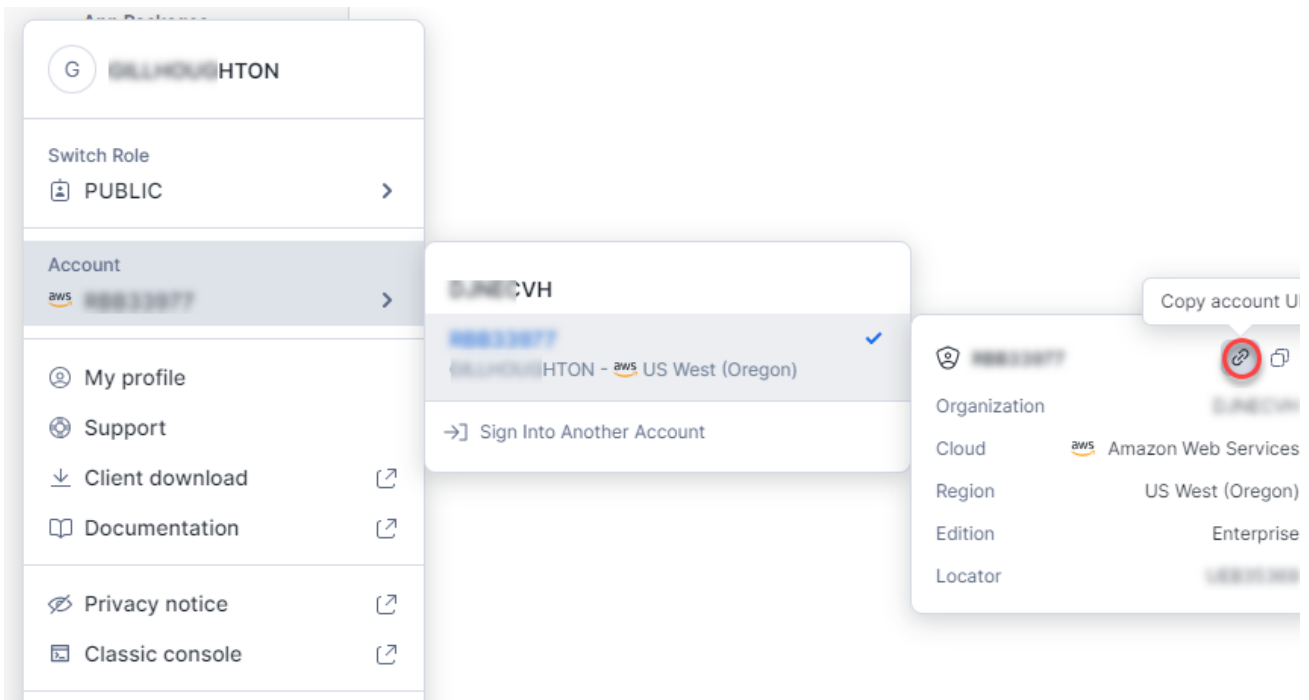 App Packages
G HTON
Switch Role
PUBLIC
Account
aws
My profile
Support
Client download
Documentation
Privacy notice
Classic console
CVH
HTON - aws US West (Oregon)
Sign Into Another Account
Copy account U
Organization
Cloud aws Amazon Web Services
Region US West (Oregon)
Edition Enterprise
Locator